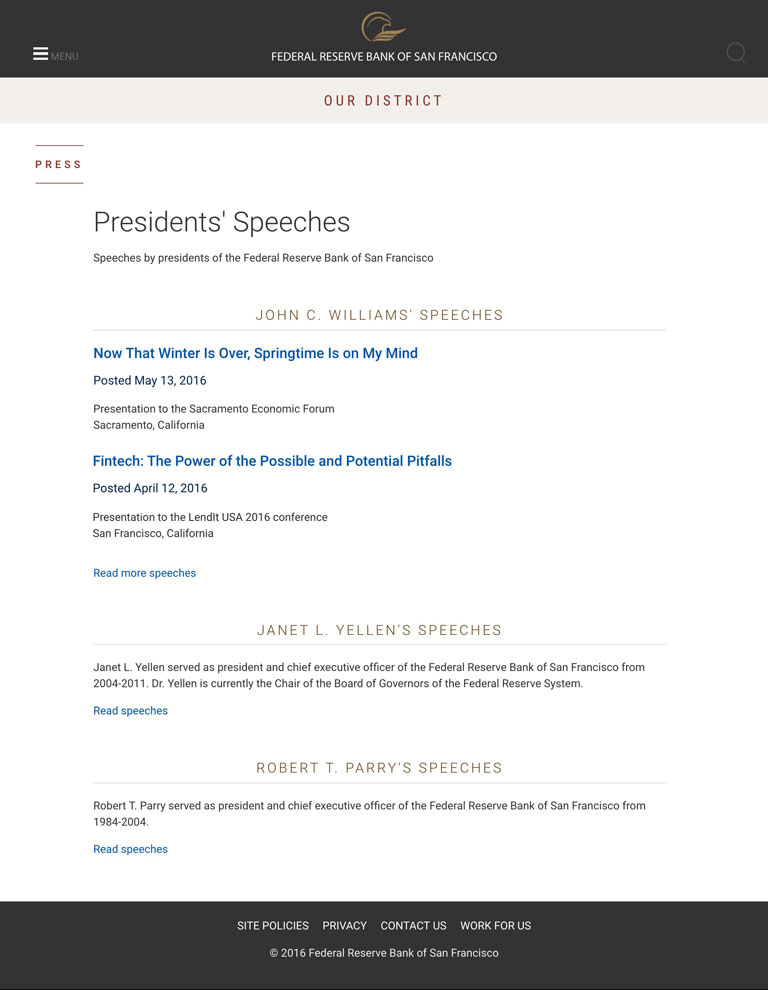 MENU
FEDERAL RESERVE BANK OF SAN FRANCISCO
OUR DISTRICT
PRESS
Presidents' Speeches
Speeches by presidents of the Federal Reserve Bank of San Francisco
JOHN C. WILLIAMS' SPEECHES
Now That Winter Is Over, Springtime Is on My Mind
Posted May 13, 2016
Presentation to the Sacramento Economic Forum
Sacramento, California
Fintech: The Power of the Possible and Potential Pitfalls
Posted April 12, 2016
Presentation to the LendIt USA 2016 conference
San Francisco, California
Read more speeches
JANET L. YELLEN'S SPEECHES
Janet L. Yellen served as president and chief executive officer of the Federal Reserve Bank of San Francisco from
2004-2011. Dr. Yellen is currently the Chair of the Board of Governors of the Federal Reserve System.
Read speeches
ROBERT T. PARRY'S SPEECHES
Robert T. Parry served as president and chief executive officer of the Federal Reserve Bank of San Francisco from
1984-2004.
Read speeches
SITE POLICIES PRIVACY CONTACT US WORK FOR US
© 2016 Federal Reserve Bank of San Francisco